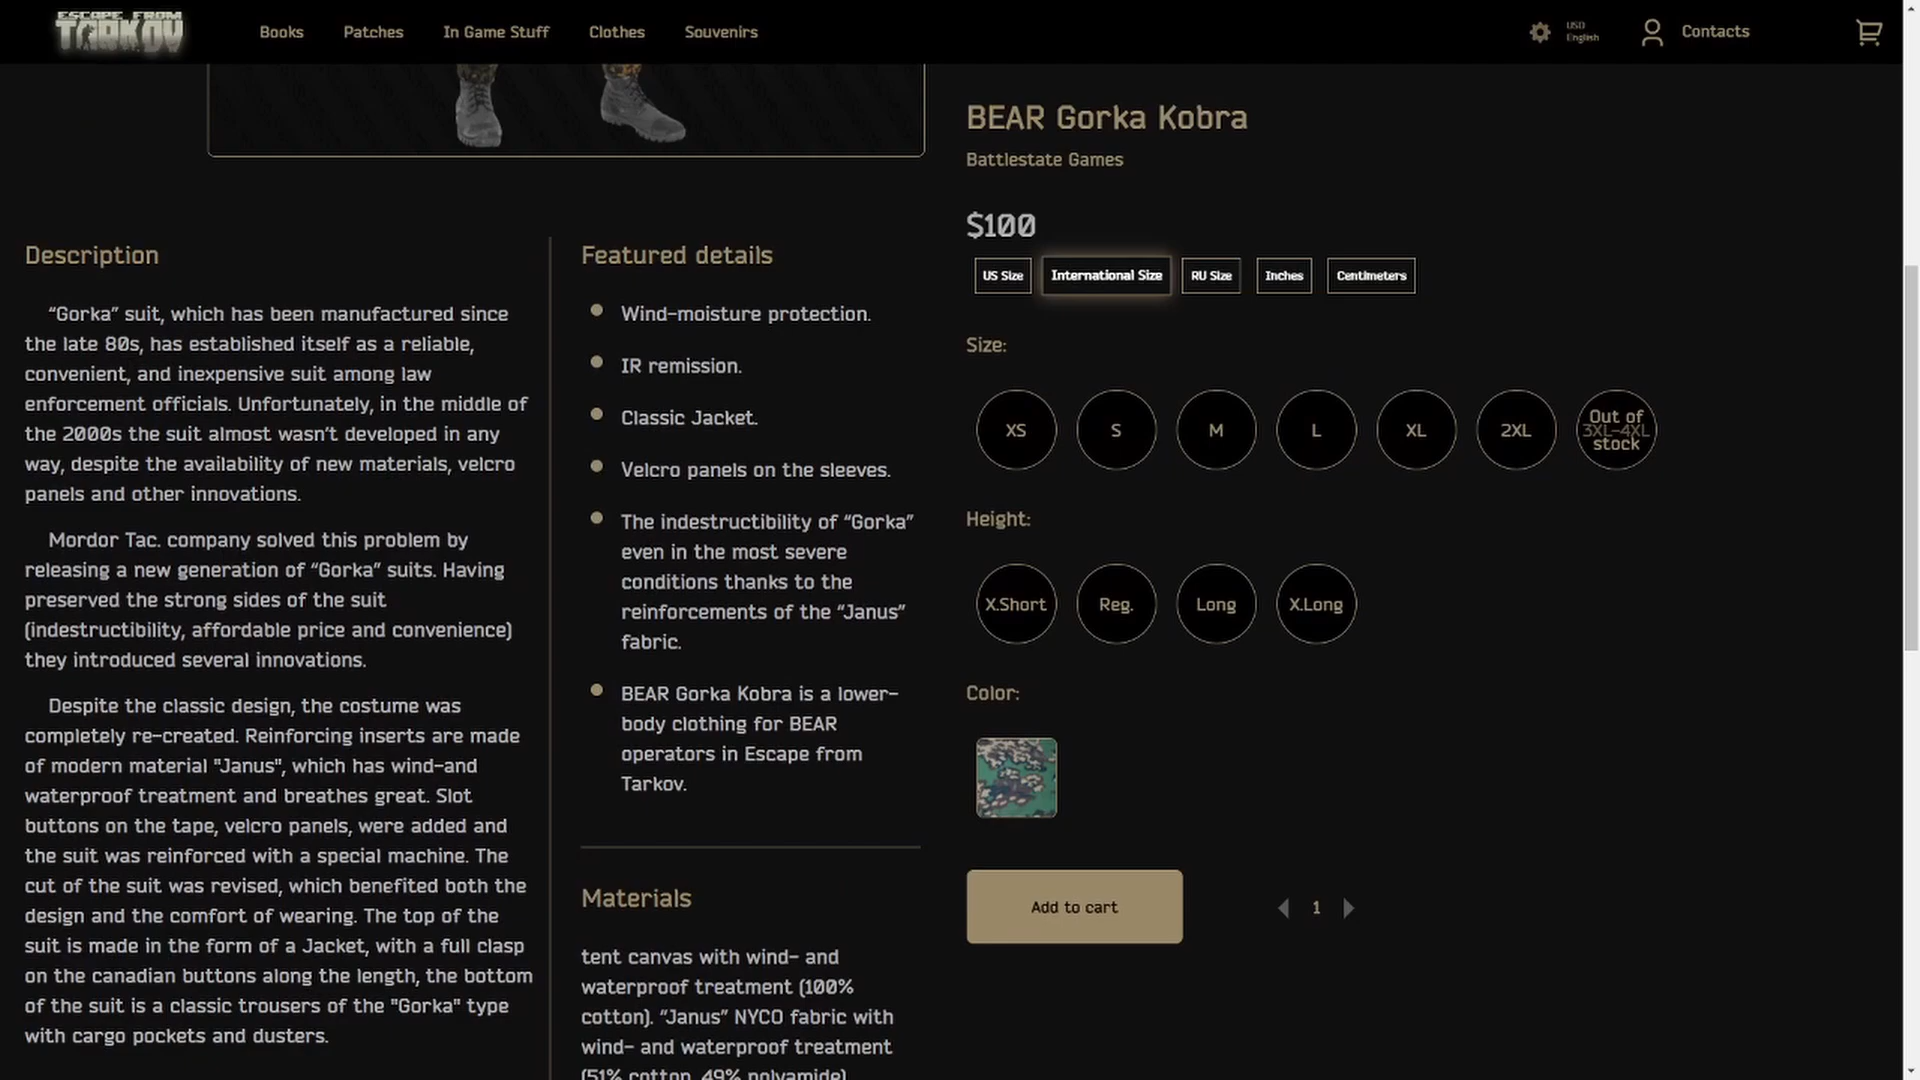 ESCAPE FROM
TARKOV
Books
Patches
In Game Stuff
Clothes
Souvenirs
USD
English
Contacts
BEAR Gorka Kobra
Battlestate Games
$100
US Size
International Size
RU Size
Inches
Centimeters
Size:
XS
S
M
L
XL
2XL
3XL-4XL
Out of
stock
Height:
X.Short
Reg.
Long
X.Long
Color:
Add to cart
1
Description
“Gorka” suit, which has been manufactured since
the late 80s, has established itself as a reliable,
convenient, and inexpensive suit among law
enforcement officials. Unfortunately, in the middle of
the 2000s the suit almost wasn’t developed in any
way, despite the availability of new materials, velcro
panels and other innovations.
Mordor Tac. company solved this problem by
releasing a new generation of “Gorka” suits. Having
preserved the strong sides of the suit
(indestructibility, affordable price and convenience)
they introduced several innovations.
Despite the classic design, the costume was
completely re-created. Reinforcing inserts are made
of modern material "Janus", which has wind-and
waterproof treatment and breathes great. Slot
buttons on the tape, velcro panels, were added and
the suit was reinforced with a special machine. The
cut of the suit was revised, which benefited both the
design and the comfort of wearing. The top of the
suit is made in the form of a Jacket, with a full clasp
on the canadian buttons along the length, the bottom
of the suit is a classic trousers of the "Gorka" type
with cargo pockets and dusters.
Featured details
Wind-moisture protection.
IR remission.
Classic Jacket.
Velcro panels on the sleeves.
The indestructibility of “Gorka”
even in the most severe
conditions thanks to the
reinforcements of the “Janus”
fabric.
BEAR Gorka Kobra is a lower-
body clothing for BEAR
operators in Escape from
Tarkov.
Materials
tent canvas with wind- and
waterproof treatment (100%
cotton). “Janus” NYCO fabric with
wind- and waterproof treatment
(51% cotton, 49% polyamide)